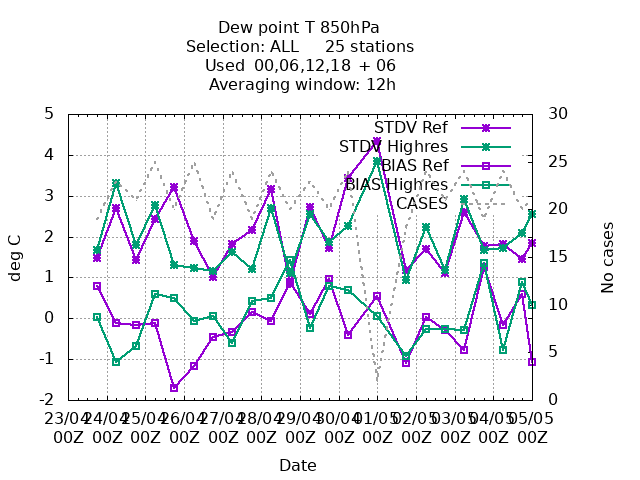 Dew point T 850hPa
Selection: ALL 25 stations
Used 00,06,12,18 + 06
Averaging window: 12h
5 30
STDV Ref
STDV Highres
4 25
BIAS Ref
BIAS Highres
CASES
3 20
2
15
1
0 10
-1 5
-2 0
deg C
No cases
23/04 24/04 25/04 26/04 27/04 28/04 29/04 30/04 01/05 02/05 03/05 04/05 05/05
00Z 00Z 00Z 00Z 00Z 00Z 00Z 00Z 00Z 00Z 00Z 00Z 00Z
Date